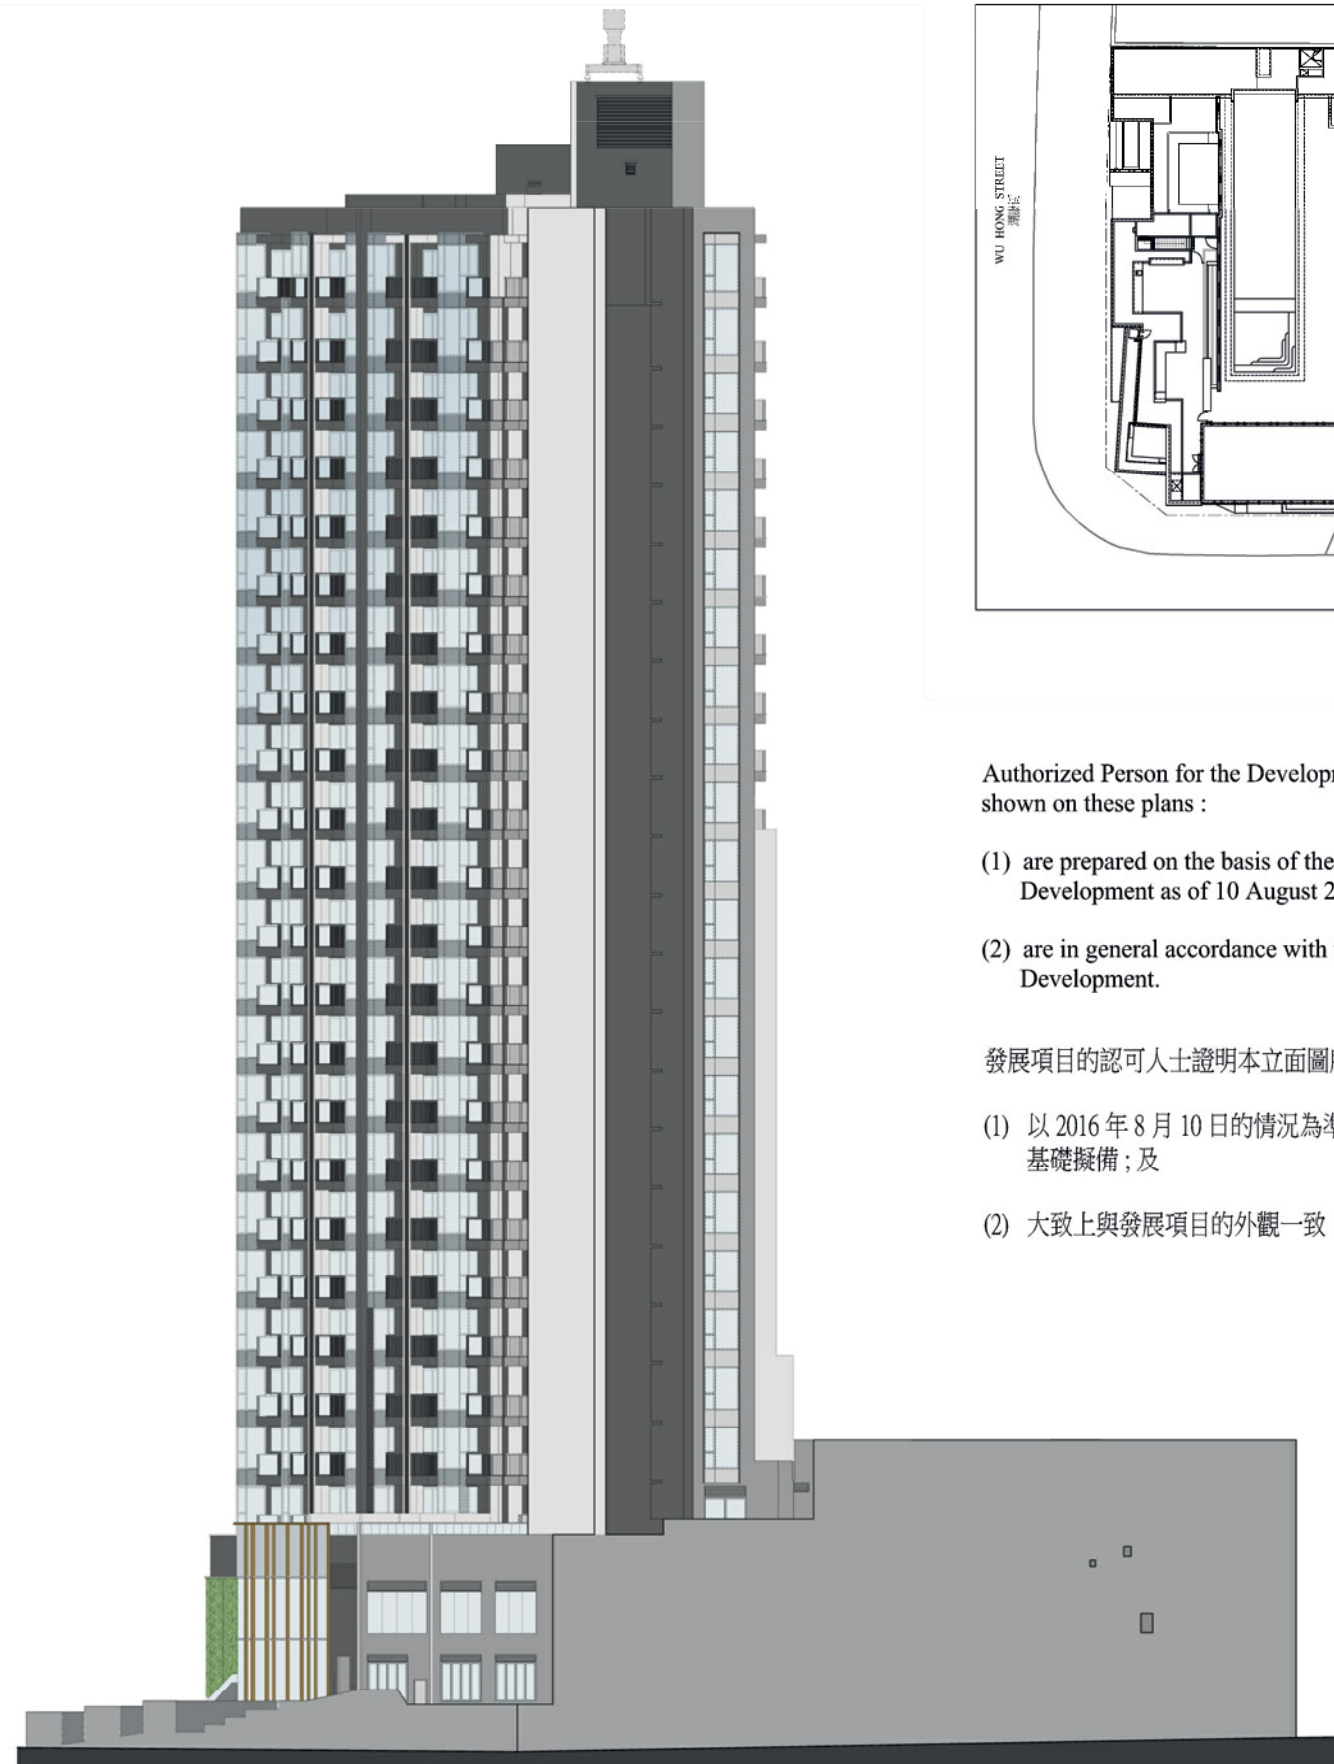 WU HONG STREET
湖康街
Authorized Person for the Developm
shown on these plans :
(1) are prepared on the basis of the
Development as of 10 August 2
(2) are in general accordance with
Development.
發展項目的認可人士證明本立面圖
(1) 以 2016 年 8 月 10 日的情況為準
基礎擬備 ; 及
(2) 大致上與發展項目的外觀一致